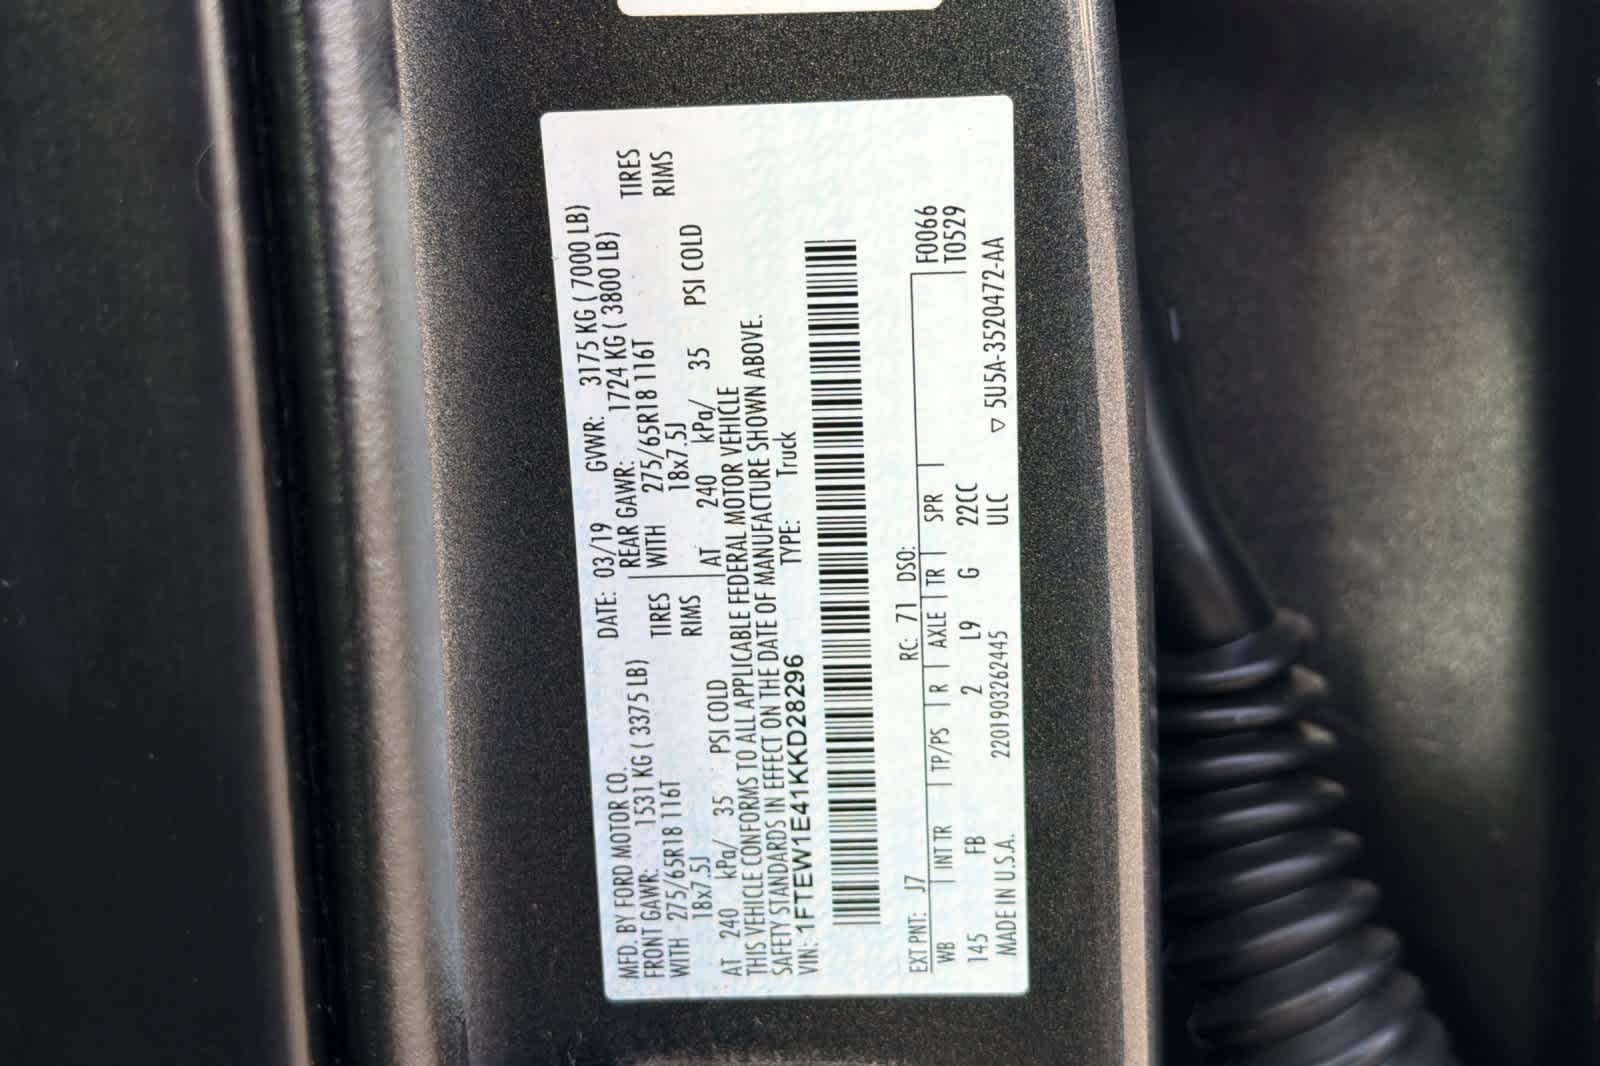 MFD. BY FORD MOTOR CO. DATE: 03/19 GVWR: 3175 KG ( 7000 LB)
FRONT GAWR: 1531 KG ( 3375 LB) REAR GAWR: 1724 KG ( 3800 LB)
WITH 275/65R18 116T TIRES WITH 275/65R18 116T TIRES
18x7.5J RIMS 18x7.5J RIMS
AT 240 kPa/ 35 PSI COLD AT 240 kPa/ 35 PSI COLD
THIS VEHICLE CONFORMS TO ALL APPLICABLE FEDERAL MOTOR VEHICLE
SAFETY STANDARDS IN EFFECT ON THE DATE OF MANUFACTURE SHOWN ABOVE.
VIN: 1FTEW1E41KKD28296 TYPE: Truck
EXT PNT: J7 RC: 71 DSO: F0066
WB INT TR TP/PS R AXLE TR SPR T0529
145 FB 2 L9 G 22CC
MADE IN U.S.A. 2201903262445 ULC ▽ 5U5A-3520472-AA